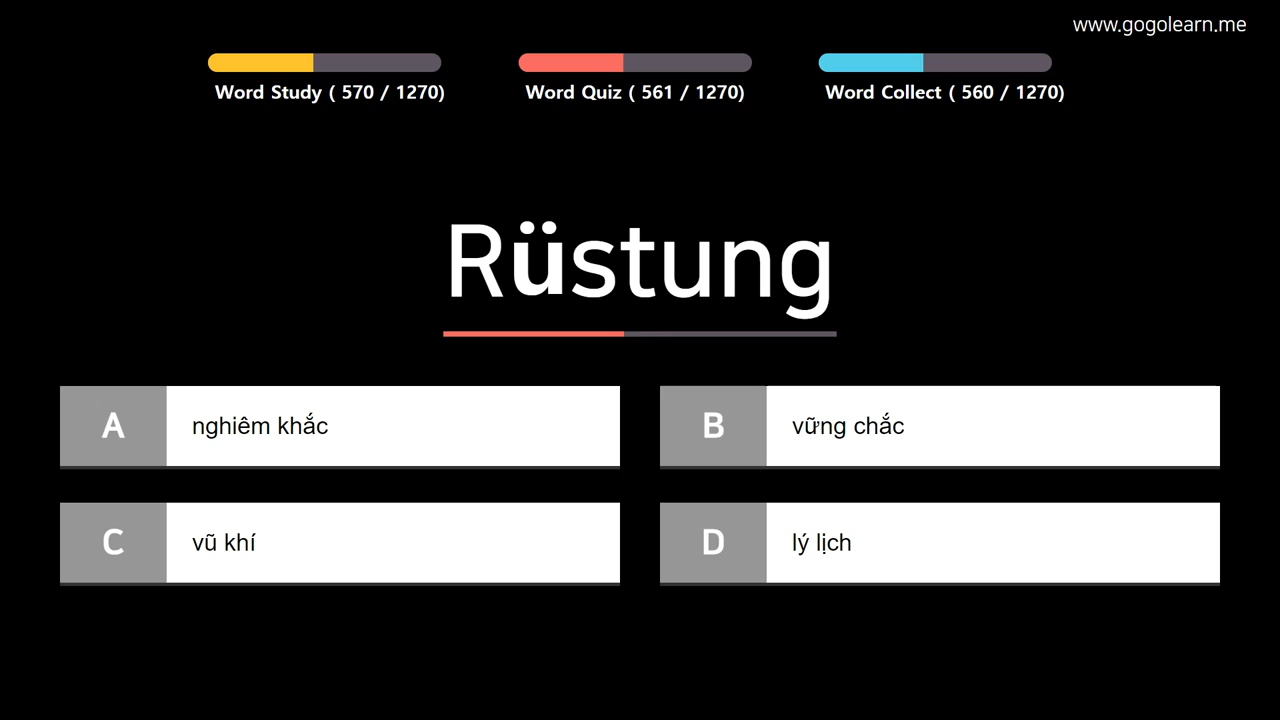 www.gogolearn.me
Word Study ( 570 / 1270)
Word Quiz ( 561 / 1270)
Word Collect ( 560 / 1270)
Rüstung
A nghiêm khắc
B vững chắc
C vũ khí
D lý lịch